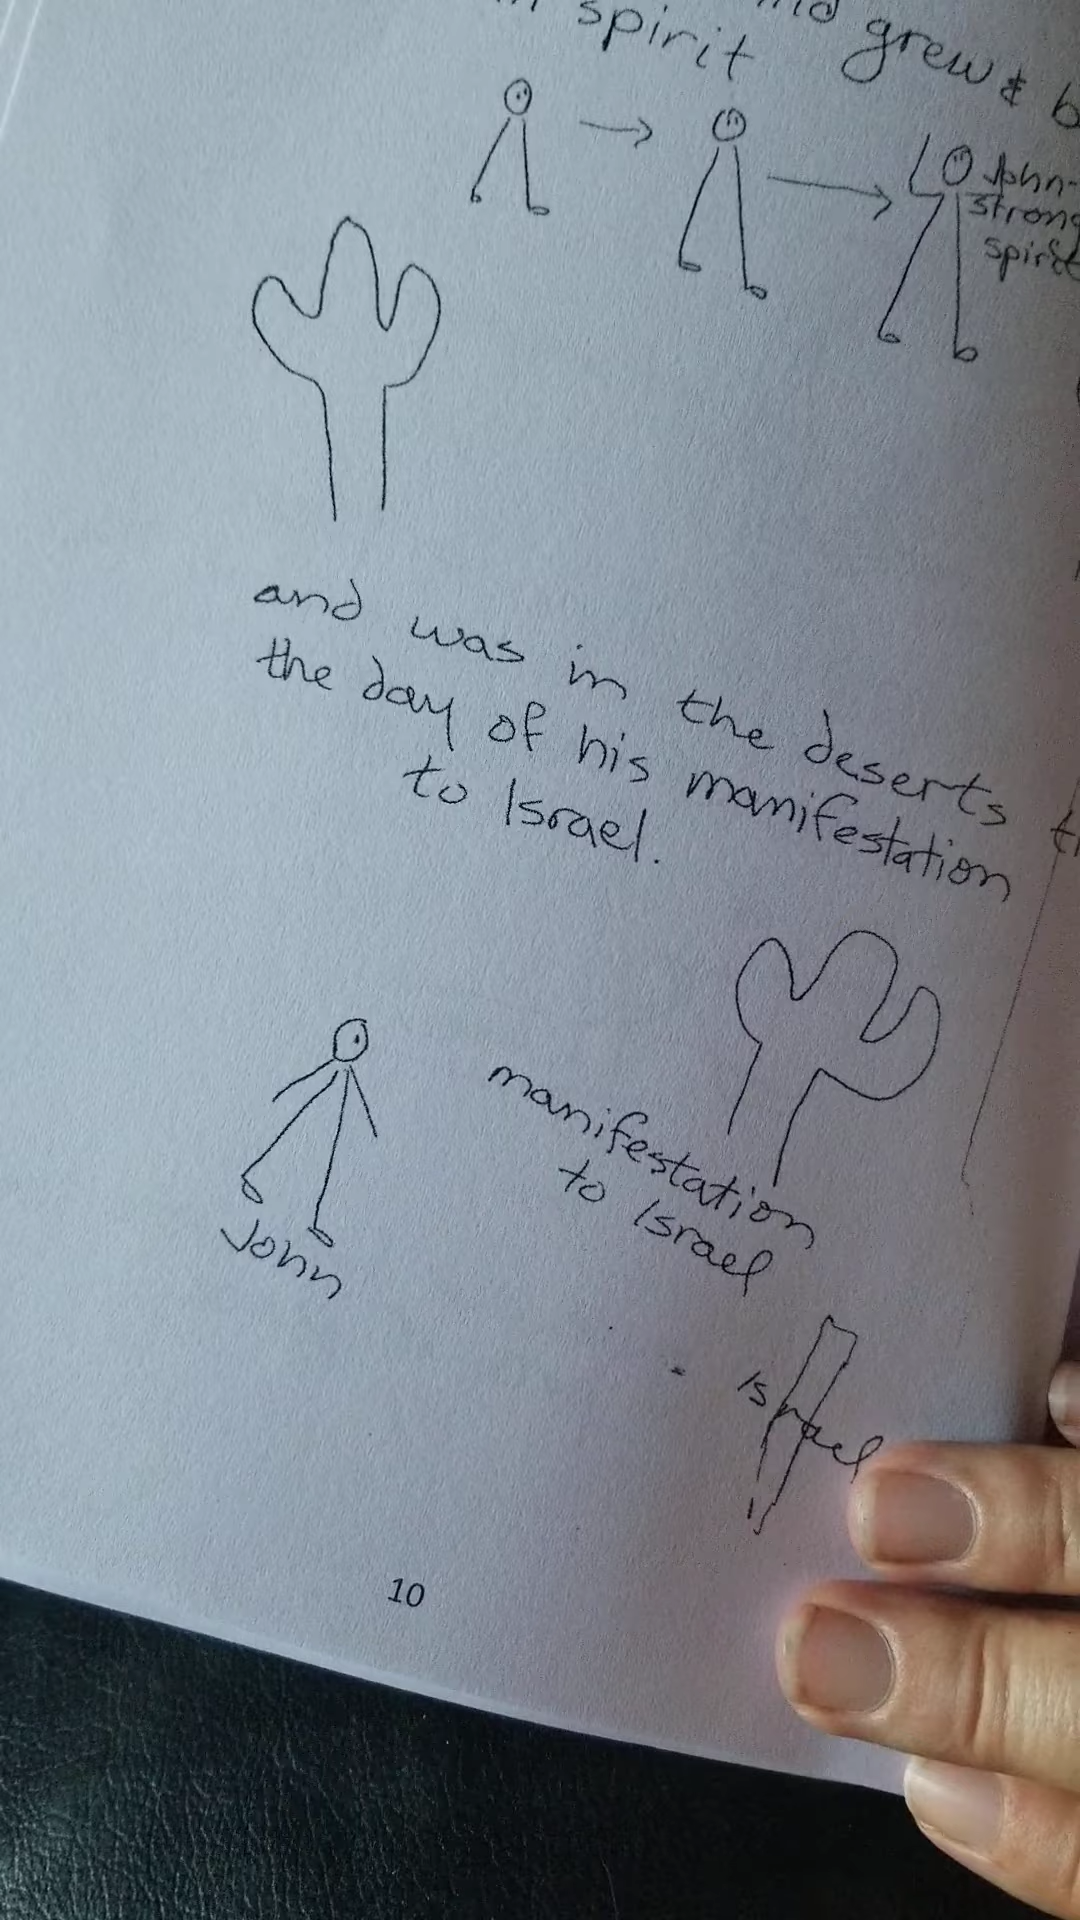 grew &
spirit
John-
strong
spirit
and was in the deserts
the day of his manifestation
to Israel.
manifestation
to Israel
John
Israel
10